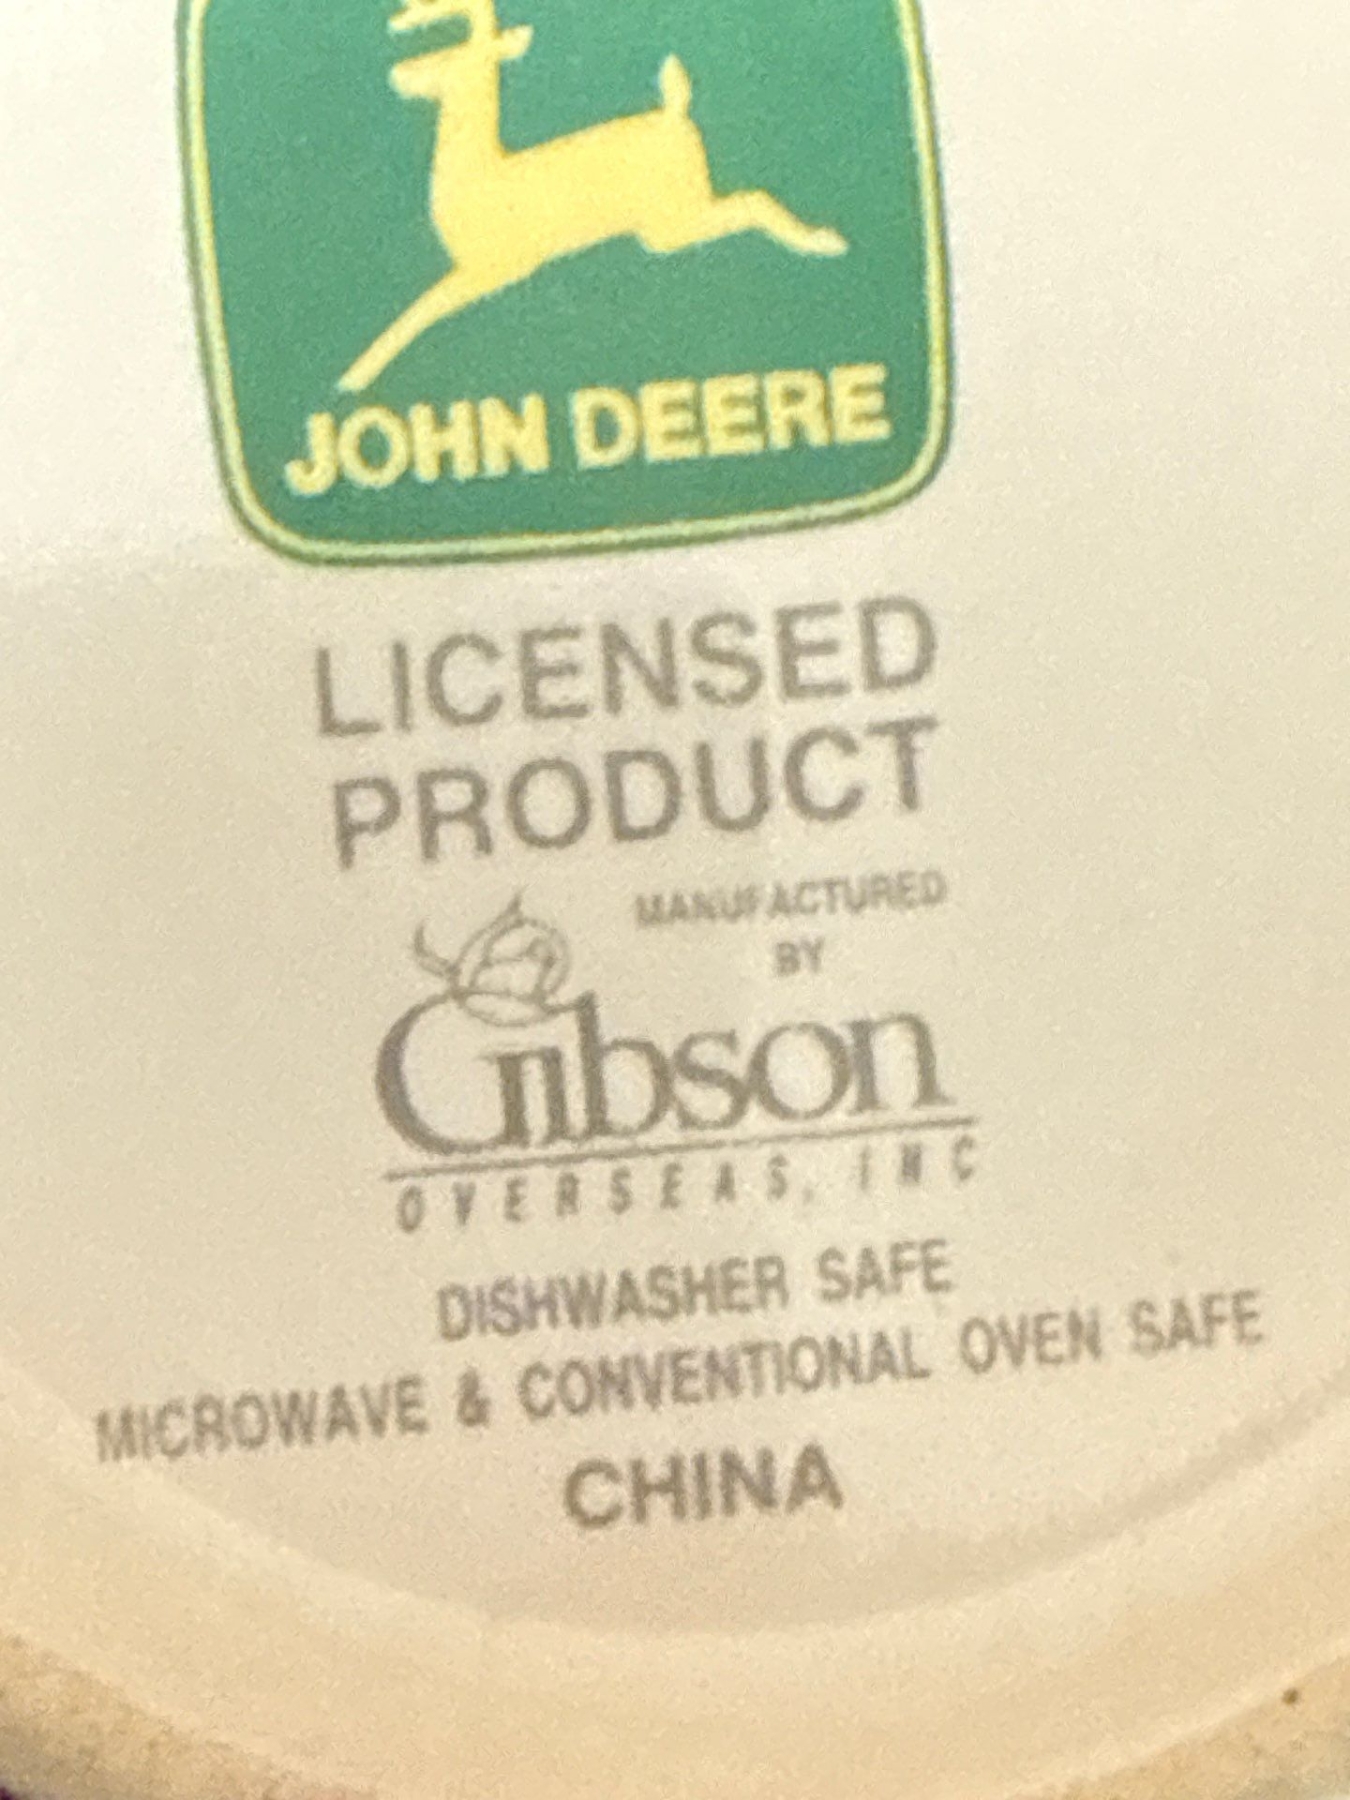 JOHN DEERE
LICENSED
PRODUCT
MANUFACTURED
BY
Gibson
OVERSEAS, INC
DISHWASHER SAFE
MICROWAVE & CONVENTIONAL OVEN SAFE
CHINA